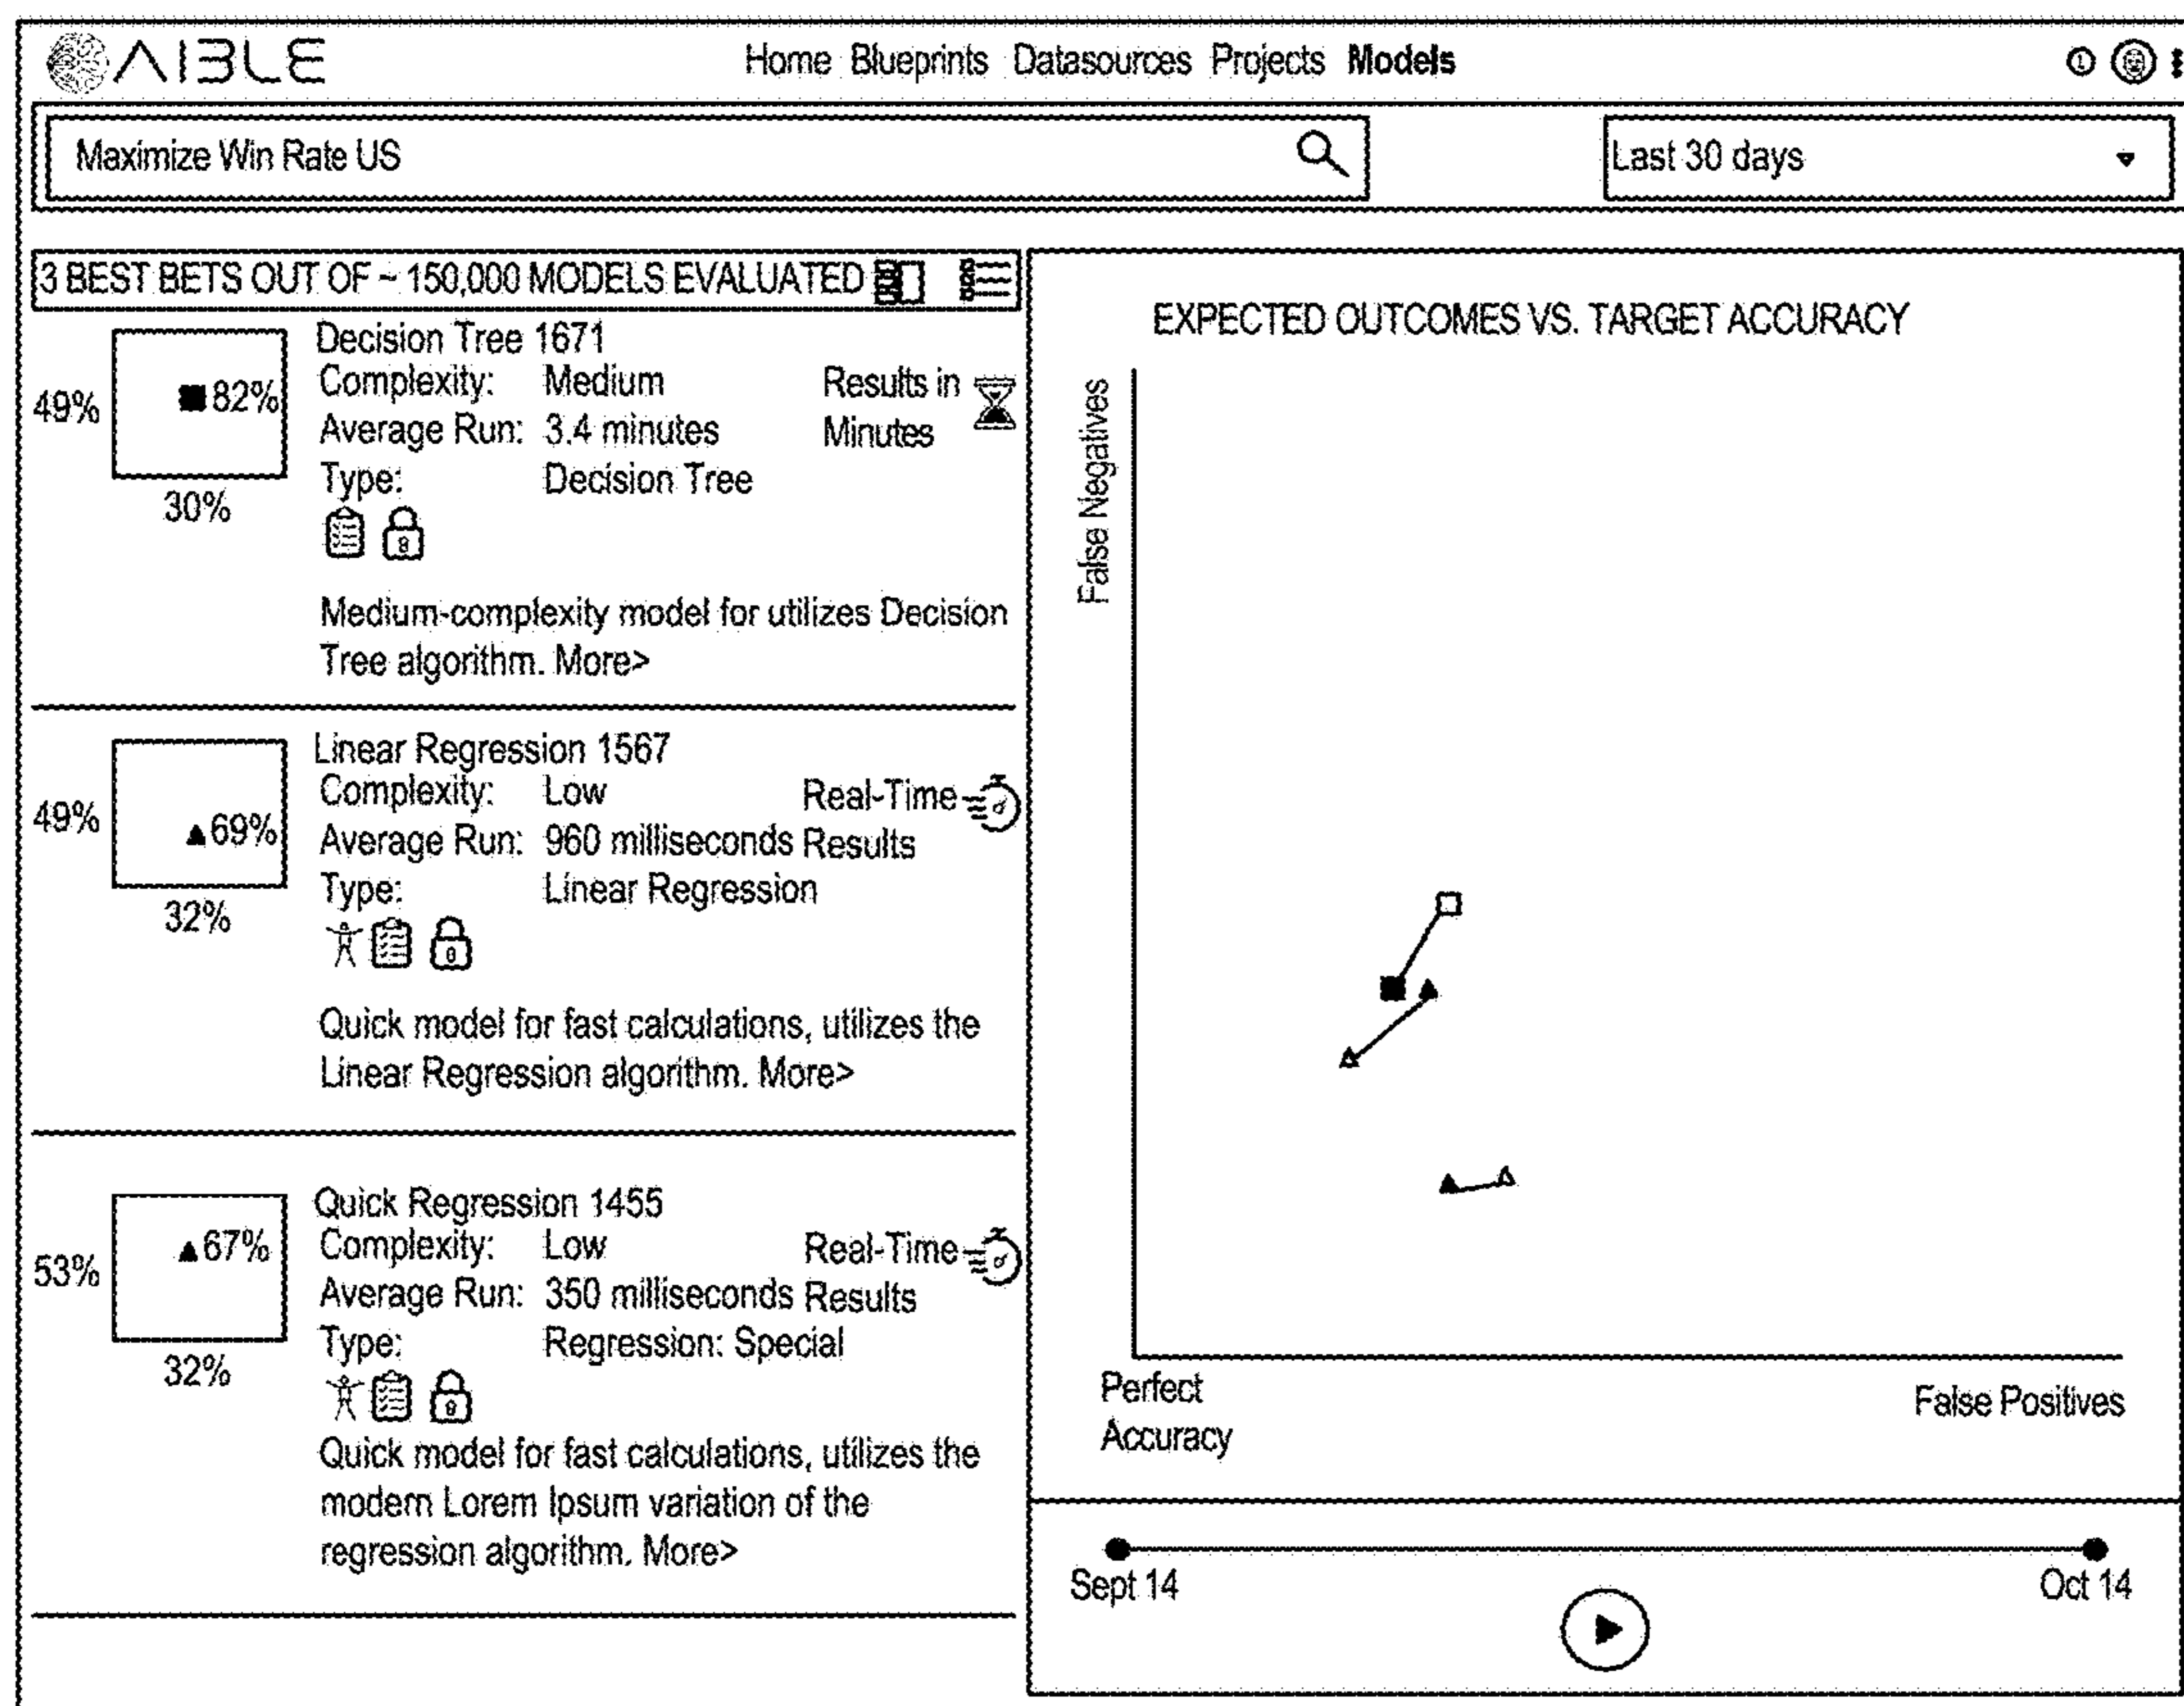 AIBLE
Home Blueprints Datasources Projects Models
Maximize Win Rate US
Last 30 days
3 BEST BETS OUT OF ~ 150,000 MODELS EVALUATED
Decision Tree 1671
49%
82%
30%
Complexity: Medium
Average Run: 3.4 minutes
Type: Decision Tree
Results in
Minutes
Medium-complexity model for utilizes Decision
Tree algorithm. More>
Linear Regression 1567
49%
69%
32%
Complexity: Low
Average Run: 960 milliseconds
Type: Linear Regression
Real-Time
Results
Quick model for fast calculations, utilizes the
Linear Regression algorithm. More>
Quick Regression 1455
53%
67%
32%
Complexity: Low
Average Run: 350 milliseconds
Type: Regression: Special
Real-Time
Results
Quick model for fast calculations, utilizes the
modern Lorem Ipsum variation of the
regression algorithm. More>
EXPECTED OUTCOMES VS. TARGET ACCURACY
False Negatives
Perfect
Accuracy
False Positives
Sept 14
Oct 14